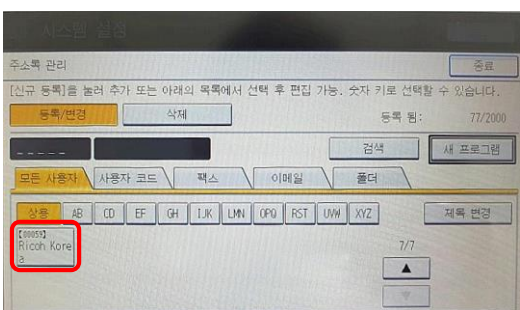 시스템 설정
주소록 관리
종료
[신규 등록]을 눌러 추가 또는 아래의 목록에서 선택 후 편집 가능. 숫자 키로 선택할 수 있습니다.
등록/변경
삭제
등록 됨:
77/2000
검색
새 프로그램
모든 사용자
사용자 코드
팩스
이메일
폴더
상용
AB
CD
EF
GH
IJK
LMN
OPQ
RST
UVW
XYZ
제목 변경
【00059】
Ricoh Kore
a
7/7
▲
▼